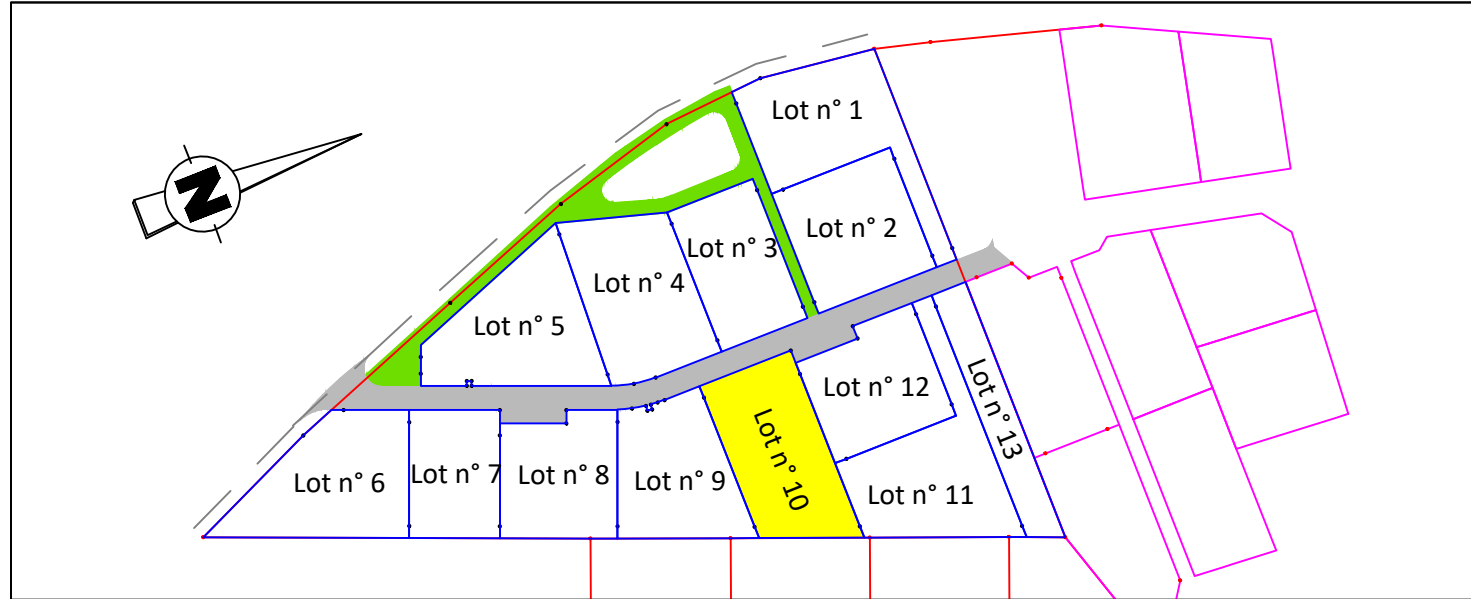 Lot n° 1
N
Lot n° 2
Lot n° 3
Lot n° 4
Lot n° 5
Lot n° 12
Lot n° 13
Lot n° 10
Lot n° 6
Lot n° 7
Lot n° 8
Lot n° 9
Lot n° 11